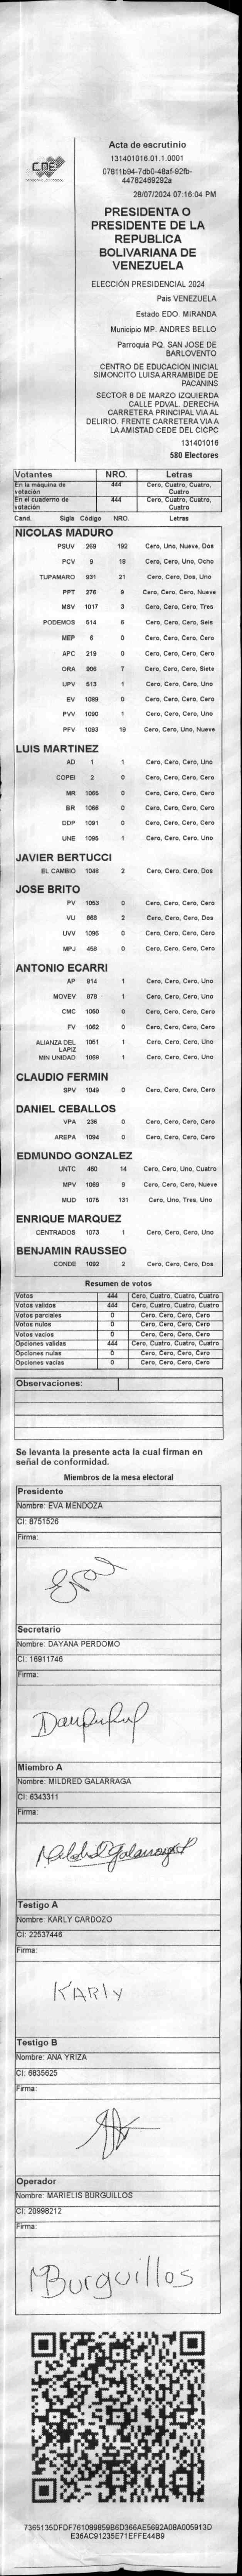 CNE
Acta de escrutinio
131401016.01.1.0001
07811b94-7db0-48af-92fb-
44782469292a
28/07/2024 07:16:04 PM
PRESIDENTA O
PRESIDENTE DE LA
REPUBLICA
BOLIVARIANA DE
VENEZUELA
ELECCIÓN PRESIDENCIAL 2024
Pais VENEZUELA
Estado EDO. MIRANDA
Municipio MP. ANDRES BELLO
Parroquia PQ. SAN JOSE DE
BARLOVENTO
CENTRO DE EDUCACIÓN INICIAL
SIMONCITO LUISA ARRAMBIDE DE
PACANINS
SECTOR 8 DE MARZO IZQUIERDA
CALLE PDVAL. DERECHA
CARRETERA PRINCIPAL VIA AL
DELIRIO. FRENTE CARRETERA VIA A
LA AMISTAD CEDE DEL CICPC
131401016
580 Electores
Votantes NRO. Letras
En la máquina de votación 444 Cero, Cuatro, Cuatro, Cuatro
En el cuaderno de votación 444 Cero, Cuatro, Cuatro, Cuatro
Cand. Sigla Código NRO. Letras
NICOLAS MADURO
PSUV 269 192 Cero, Uno, Nueve, Dos
PCV 9 18 Cero, Cero, Uno, Ocho
TUPAMARO 931 21 Cero, Cero, Dos, Uno
PPT 276 9 Cero, Cero, Cero, Nueve
MSV 1017 3 Cero, Cero, Cero, Tres
PODEMOS 514 6 Cero, Cero, Cero, Seis
MEP 6 0 Cero, Cero, Cero, Cero
APC 219 0 Cero, Cero, Cero, Cero
ORA 906 7 Cero, Cero, Cero, Siete
UPV 513 1 Cero, Cero, Cero, Uno
EV 1089 0 Cero, Cero, Cero, Cero
PVV 1090 1 Cero, Cero, Cero, Uno
PFV 1093 19 Cero, Cero, Uno, Nueve
LUIS MARTINEZ
AD 1 1 Cero, Cero, Cero, Uno
COPEI 2 0 Cero, Cero, Cero, Cero
MR 1065 0 Cero, Cero, Cero, Cero
BR 1066 0 Cero, Cero, Cero, Cero
DDP 1091 0 Cero, Cero, Cero, Cero
UNE 1095 1 Cero, Cero, Cero, Uno
JAVIER BERTUCCI
EL CAMBIO 1048 2 Cero, Cero, Cero, Dos
JOSE BRITO
PV 1053 0 Cero, Cero, Cero, Cero
VU 868 2 Cero, Cero, Cero, Dos
UVV 1096 0 Cero, Cero, Cero, Cero
MPJ 458 0 Cero, Cero, Cero, Cero
ANTONIO ECARRI
AP 814 1 Cero, Cero, Cero, Uno
MOVEV 878 1 Cero, Cero, Cero, Uno
CMC 1050 0 Cero, Cero, Cero, Cero
FV 1062 0 Cero, Cero, Cero, Cero
ALIANZA DEL LAPIZ 1051 1 Cero, Cero, Cero, Uno
MIN UNIDAD 1068 1 Cero, Cero, Cero, Uno
CLAUDIO FERMIN
SPV 1049 0 Cero, Cero, Cero, Cero
DANIEL CEBALLOS
VPA 236 0 Cero, Cero, Cero, Cero
AREPA 1094 0 Cero, Cero, Cero, Cero
EDMUNDO GONZALEZ
UNTC 460 14 Cero, Cero, Uno, Cuatro
MPV 1069 9 Cero, Cero, Cero, Nueve
MUD 1075 131 Cero, Uno, Tres, Uno
ENRIQUE MARQUEZ
CENTRADOS 1073 1 Cero, Cero, Cero, Uno
BENJAMIN RAUSSEO
CONDE 1092 2 Cero, Cero, Cero, Dos
Resumen de votos
Votos 444 Cero, Cuatro, Cuatro, Cuatro
Votos validos 444 Cero, Cuatro, Cuatro, Cuatro
Votos parciales 0 Cero, Cero, Cero, Cero
Votos nulos 0 Cero, Cero, Cero, Cero
Votos vacios 0 Cero, Cero, Cero, Cero
Opciones validas 444 Cero, Cuatro, Cuatro, Cuatro
Opciones nulas 0 Cero, Cero, Cero, Cero
Opciones vacias 0 Cero, Cero, Cero, Cero
Observaciones:
Se levanta la presente acta la cual firman en
señal de conformidad.
Miembros de la mesa electoral
Presidente
Nombre: EVA MENDOZA
CI: 8751526
Firma:
Secretario
Nombre: DAYANA PERDOMO
CI: 16911746
Firma:
Miembro A
Nombre: MILDRED GALARRAGA
CI: 6343311
Firma:
Mildred Galarraga
Testigo A
Nombre: KARLY CARDOZO
CI: 22537446
Firma:
KARly
Testigo B
Nombre: ANA YRIZA
CI: 6835625
Firma:
Operador
Nombre: MARIELIS BURGUILLOS
CI: 20998212
Firma:
MBurguillos
7365135DFDF761089859B6D366AE5692A08A005913D
E36AC91235E71EFFE44B9